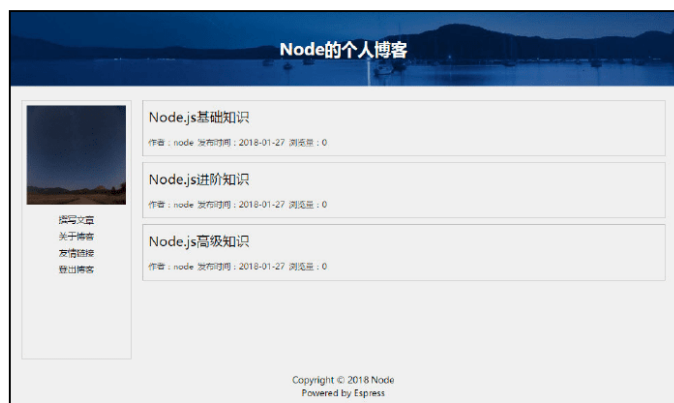 Node的个人博客
撰写文章
关于博客
友情链接
登出博客
Node.js基础知识
作者：node 发布时间：2018-01-27 浏览量：0
Node.js进阶知识
作者：node 发布时间：2018-01-27 浏览量：0
Node.js高级知识
作者：node 发布时间：2018-01-27 浏览量：0
Copyright © 2018 Node
Powered by Espress